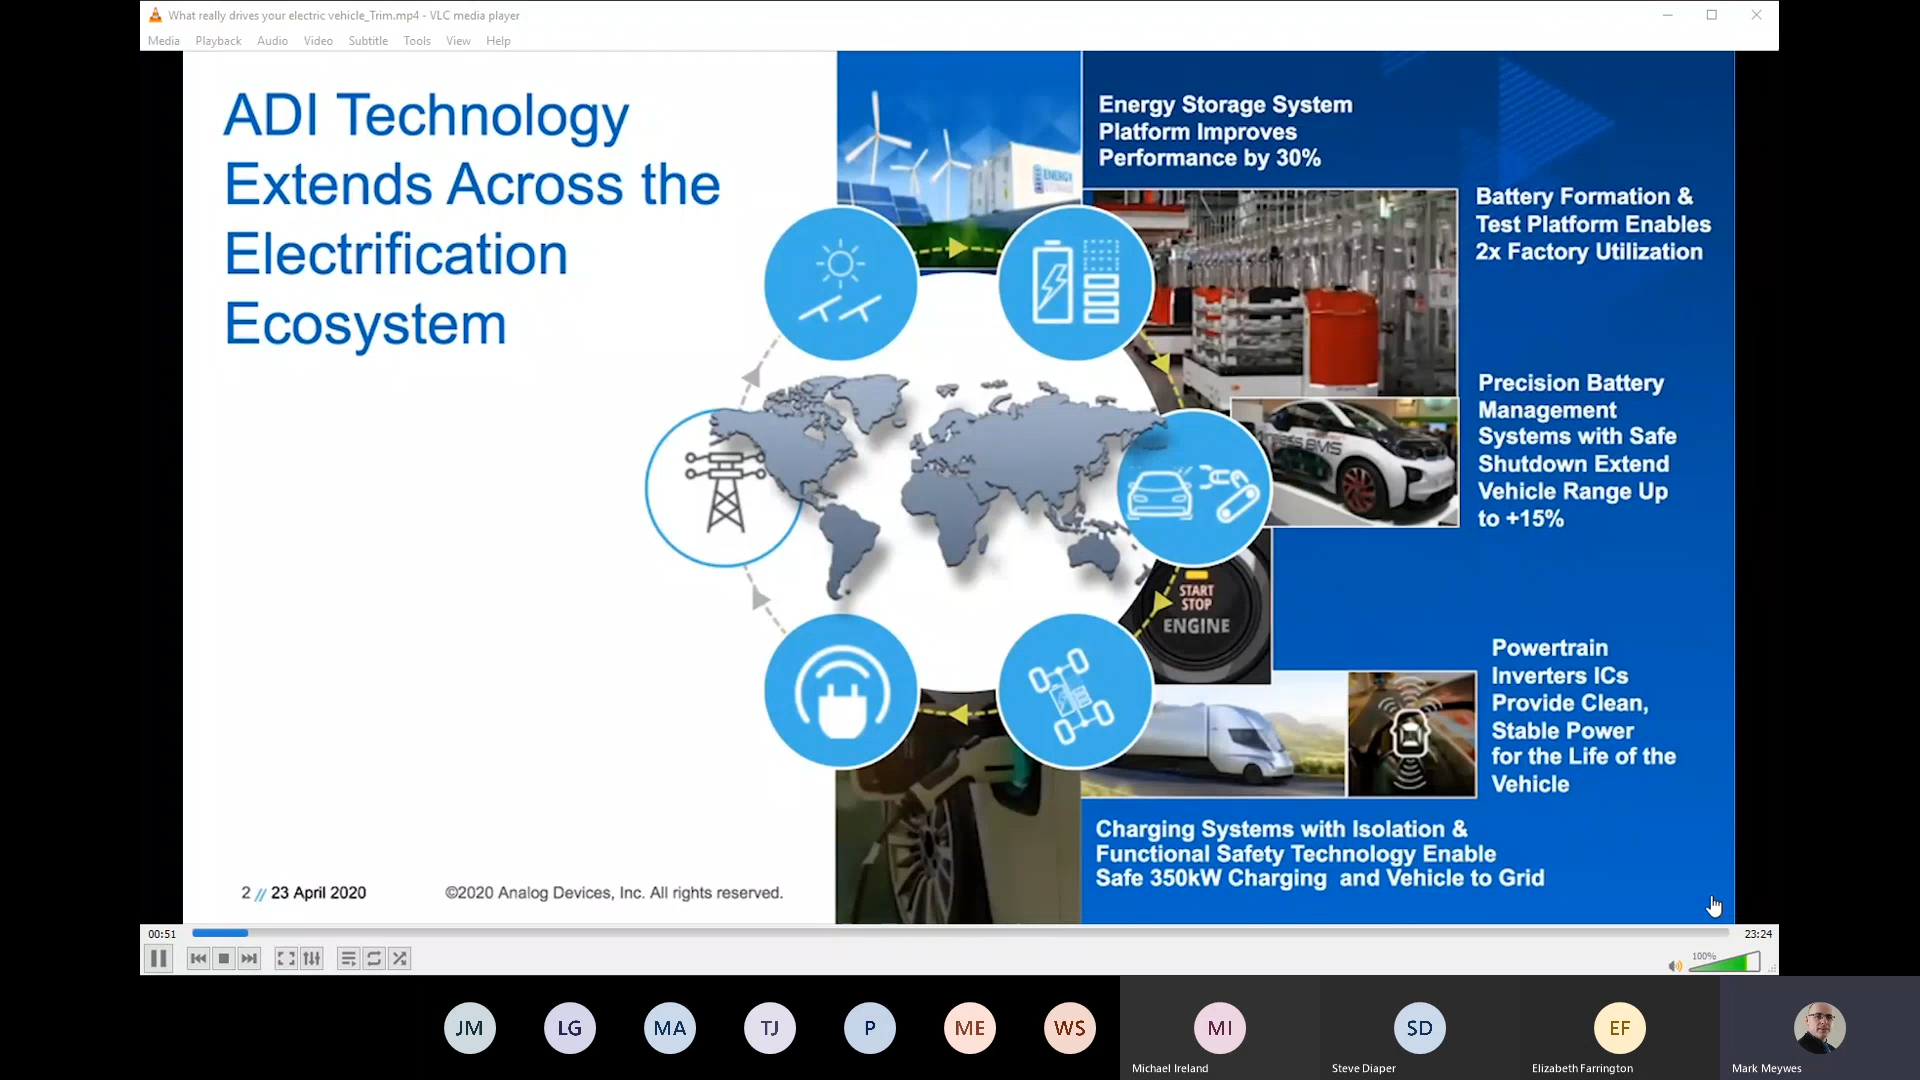 What really drives your electric vehicle_Trim.mp4 - VLC media player
Media Playback Audio Video Subtitle Tools View Help
ADI Technology
Extends Across the
Electrification
Ecosystem
ENERGY
STORAGE
Energy Storage System
Platform Improves
Performance by 30%
Battery Formation &
Test Platform Enables
2x Factory Utilization
Precision Battery
Management
Systems with Safe
Shutdown Extend
Vehicle Range Up
to +15%
BMS
START
STOP
ENGINE
Powertrain
Inverters ICs
Provide Clean,
Stable Power
for the Life of the
Vehicle
Charging Systems with Isolation &
Functional Safety Technology Enable
Safe 350kW Charging and Vehicle to Grid
2 // 23 April 2020
©2020 Analog Devices, Inc. All rights reserved.
00:51
23:24
100%
JM LG MA TJ P ME WS MI SD EF
Michael Ireland Steve Diaper Elizabeth Farrington Mark Meywes